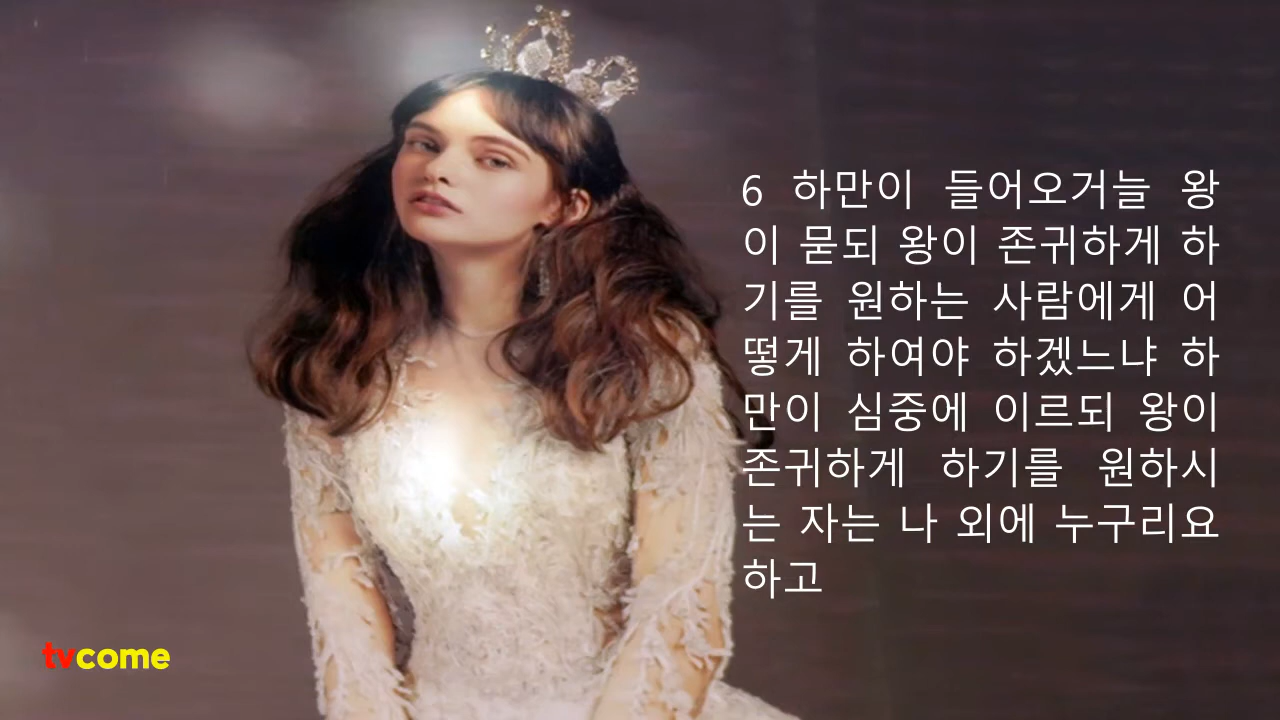 6 하만이 들어오거늘 왕
이 묻되 왕이 존귀하게 하
기를 원하는 사람에게 어
떻게 하여야 하겠느냐 하
만이 심중에 이르되 왕이
존귀하게 하기를 원하시
는 자는 나 외에 누구리요
하고
tvcome